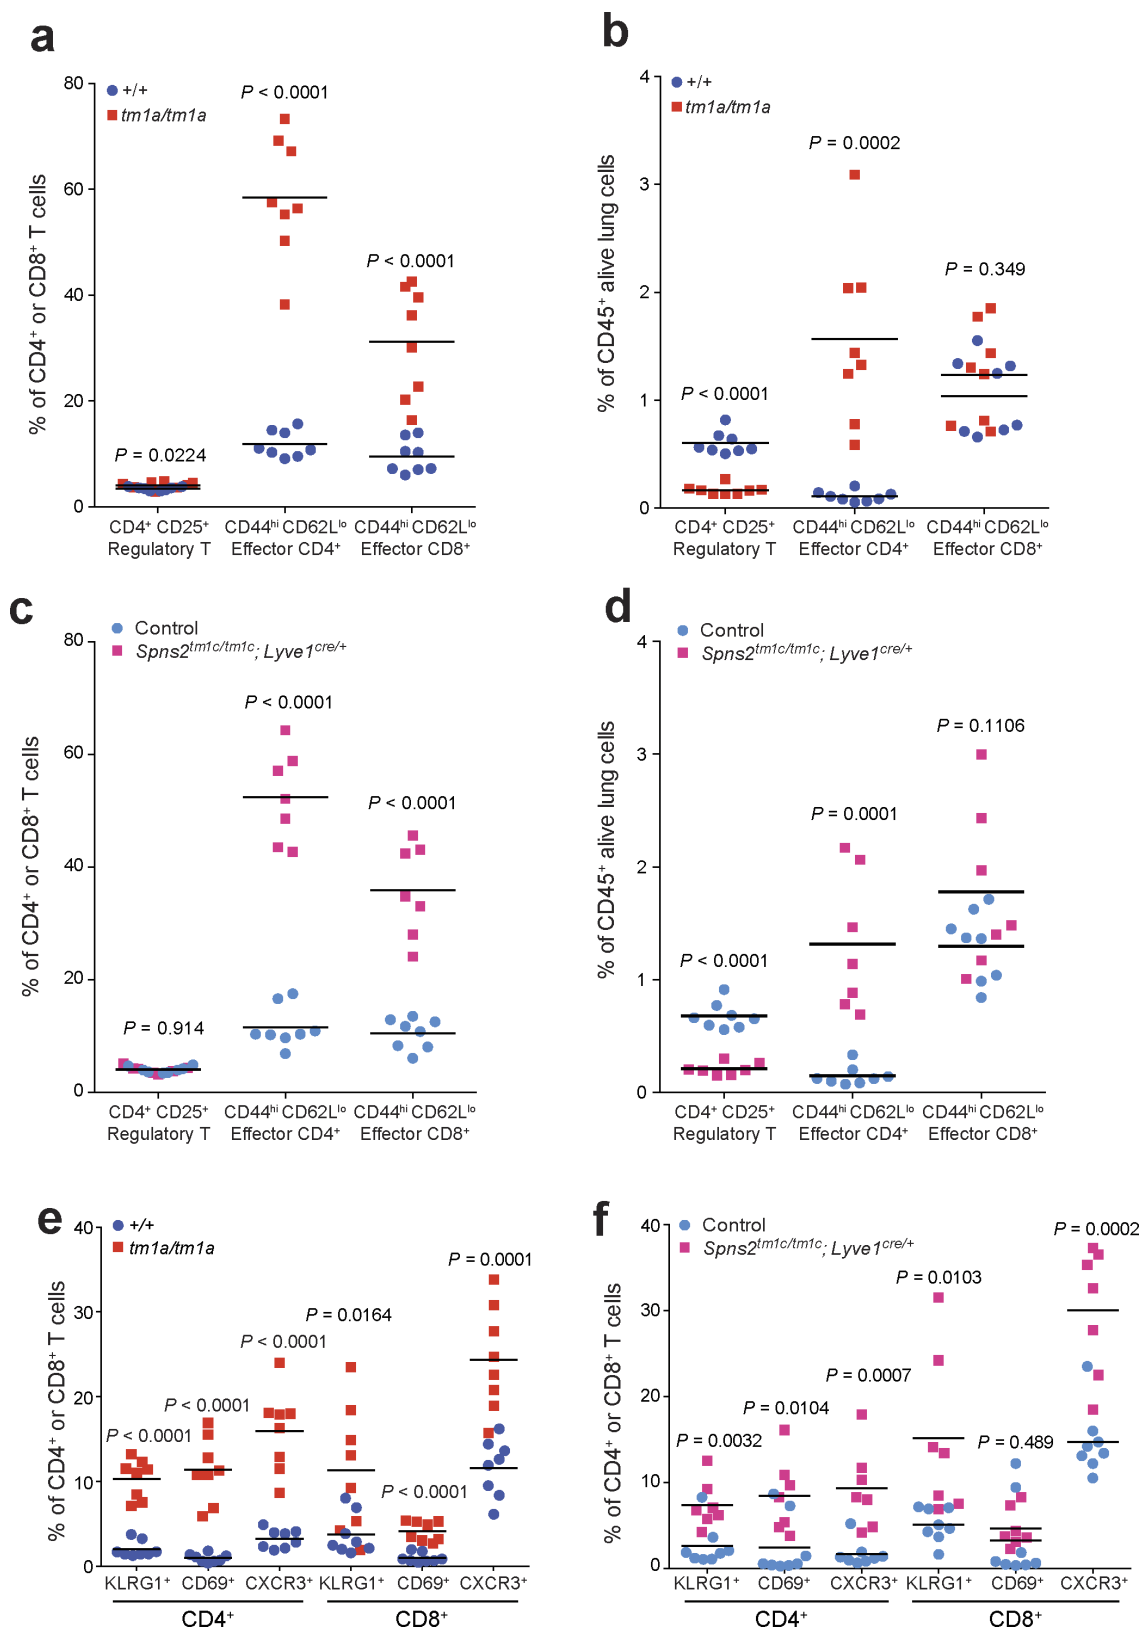 a
+/+
tm1a/tm1a
% of CD4⁺ or CD8⁺ T cells
80
60
40
20
0
P < 0.0001
P < 0.0001
P = 0.0224
CD4⁺ CD25⁺
Regulatory T
CD44ʰⁱ CD62Lˡᵒ
Effector CD4⁺
CD44ʰⁱ CD62Lˡᵒ
Effector CD8⁺
b
+/+
tm1a/tm1a
% of CD45⁺ alive lung cells
4
3
2
1
0
P = 0.0002
P = 0.349
P < 0.0001
CD4⁺ CD25⁺
Regulatory T
CD44ʰⁱ CD62Lˡᵒ
Effector CD4⁺
CD44ʰⁱ CD62Lˡᵒ
Effector CD8⁺
c
Control
Spns2ᵗᵐ¹ᶜ/ᵗᵐ¹ᶜ; Lyve1ᶜʳᵉ/⁺
% of CD4⁺ or CD8⁺ T cells
80
60
40
20
0
P < 0.0001
P < 0.0001
P = 0.914
CD4⁺ CD25⁺
Regulatory T
CD44ʰⁱ CD62Lˡᵒ
Effector CD4⁺
CD44ʰⁱ CD62Lˡᵒ
Effector CD8⁺
d
Control
Spns2ᵗᵐ¹ᶜ/ᵗᵐ¹ᶜ; Lyve1ᶜʳᵉ/⁺
% of CD45⁺ alive lung cells
4
3
2
1
0
P = 0.1106
P = 0.0001
P < 0.0001
CD4⁺ CD25⁺
Regulatory T
CD44ʰⁱ CD62Lˡᵒ
Effector CD4⁺
CD44ʰⁱ CD62Lˡᵒ
Effector CD8⁺
e
+/+
tm1a/tm1a
% of CD4⁺ or CD8⁺ T cells
40
30
20
10
0
P < 0.0001
P < 0.0001
P < 0.0001
P = 0.0164
P < 0.0001
P = 0.0001
KLRG1⁺
CD69⁺
CXCR3⁺
KLRG1⁺
CD69⁺
CXCR3⁺
CD4⁺
CD8⁺
f
Control
Spns2ᵗᵐ¹ᶜ/ᵗᵐ¹ᶜ; Lyve1ᶜʳᵉ/⁺
% of CD4⁺ or CD8⁺ T cells
40
30
20
10
0
P = 0.0032
P = 0.0104
P = 0.0007
P = 0.0103
P = 0.489
P = 0.0002
KLRG1⁺
CD69⁺
CXCR3⁺
KLRG1⁺
CD69⁺
CXCR3⁺
CD4⁺
CD8⁺